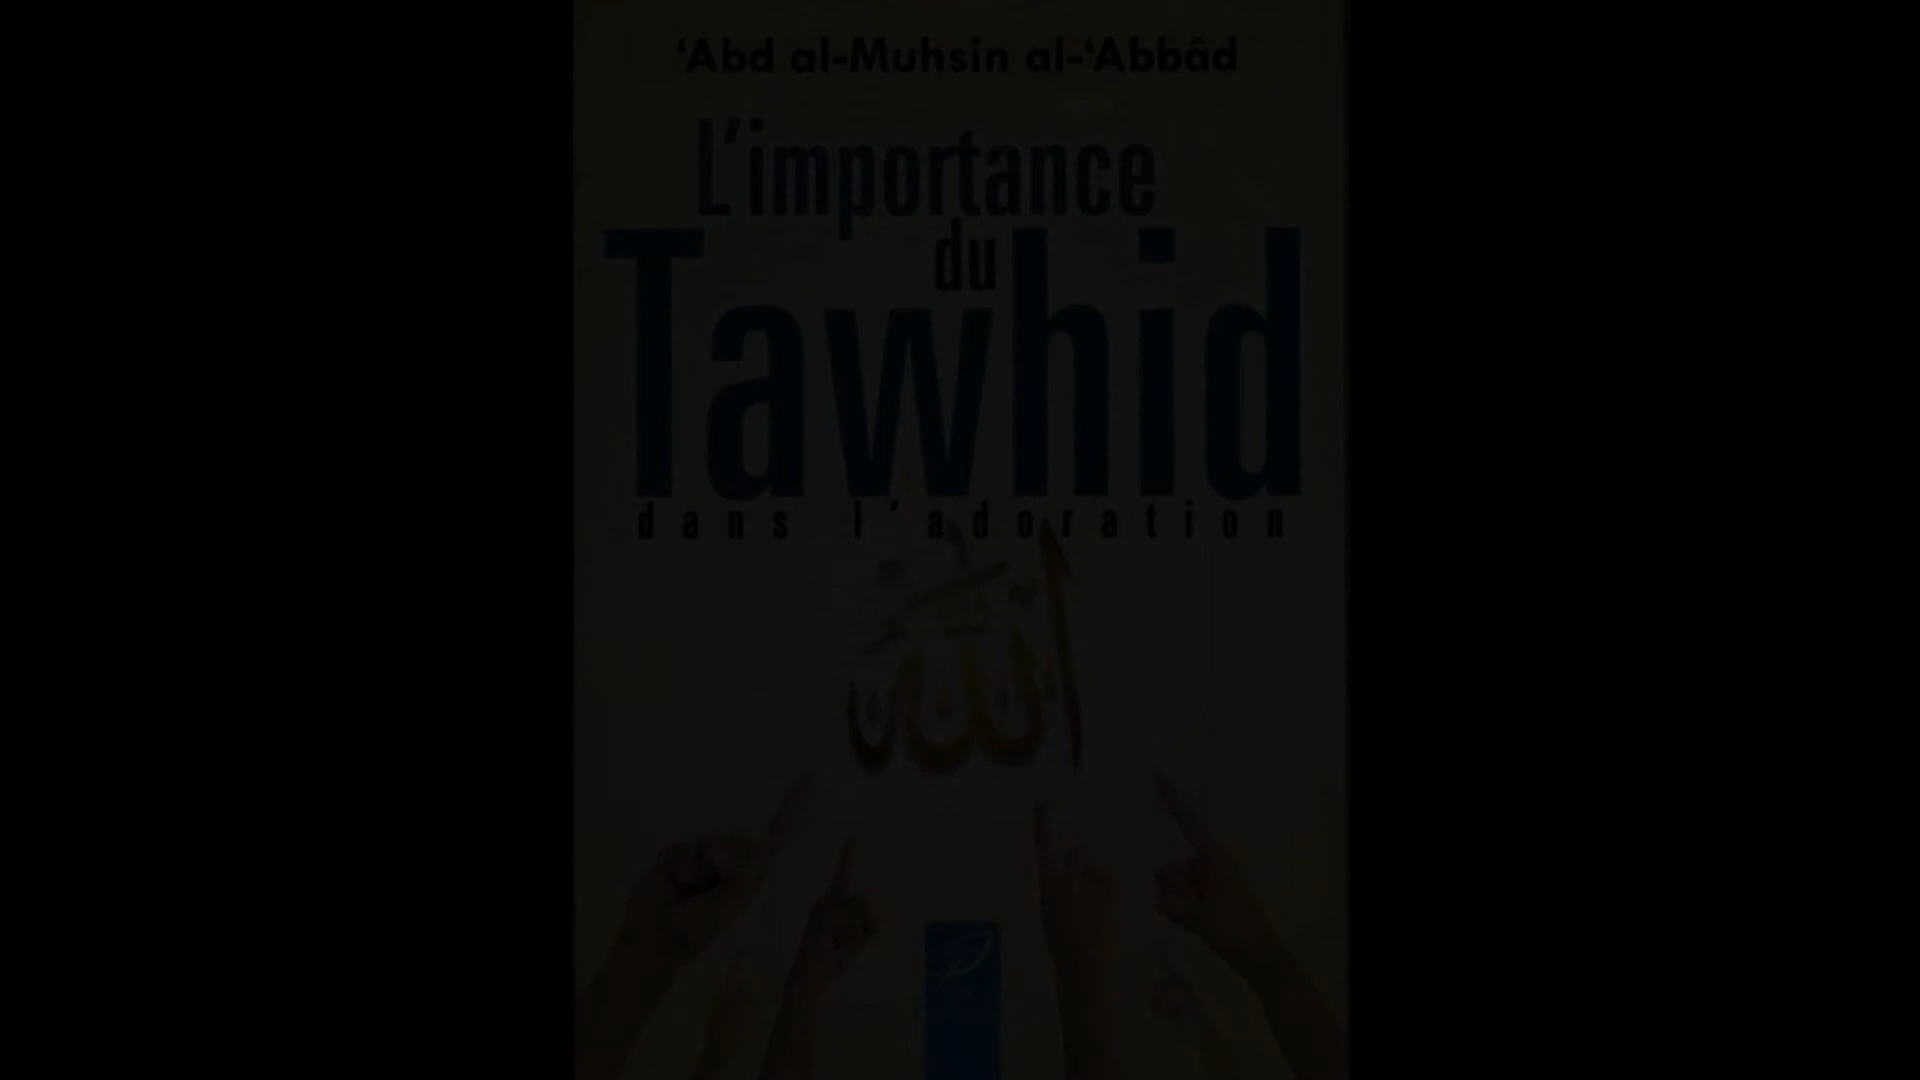 ‘Abd al-Muhsin al-‘Abbâd
L’importance
du
Tawhid
dans l’adoration
الله